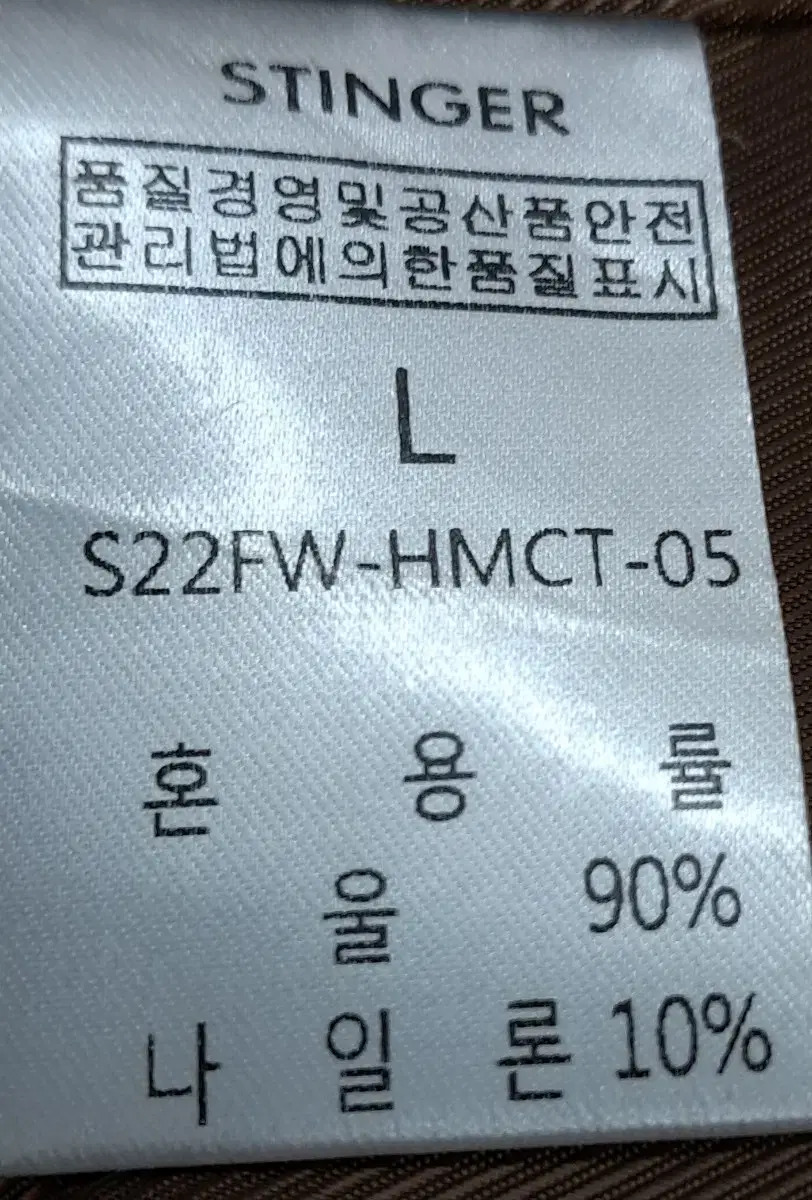 STINGER
품질경영및공산품안전
관리법에의한품질표시
L
S22FW-HMCT-05
혼 용 률
울 90%
나 일 론 10%